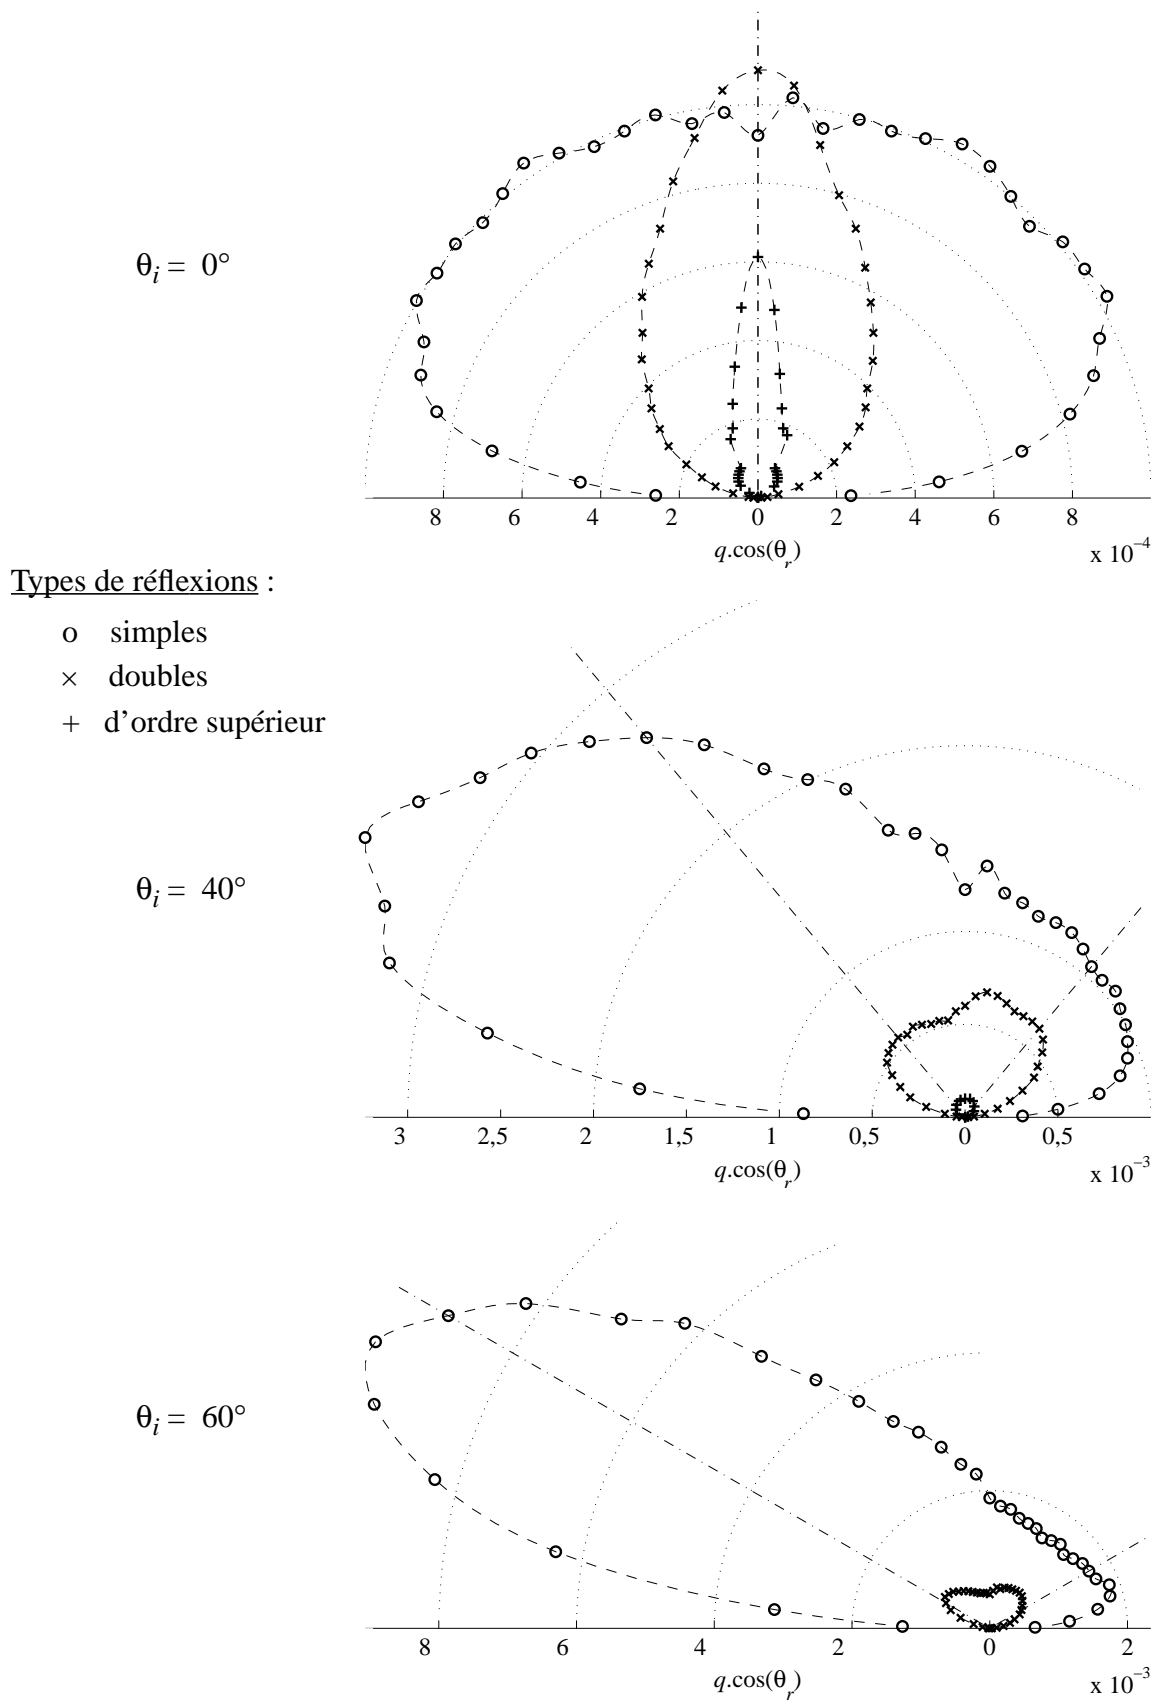 θi = 0°
8 6 4 2 0 2 4 6 8
q.cos(θr)
x 10−4
Types de réflexions :
o simples
× doubles
+ d'ordre supérieur
θi = 40°
3 2,5 2 1,5 1 0,5 0 0,5
q.cos(θr)
x 10−3
θi = 60°
8 6 4 2 0 2
q.cos(θr)
x 10−3